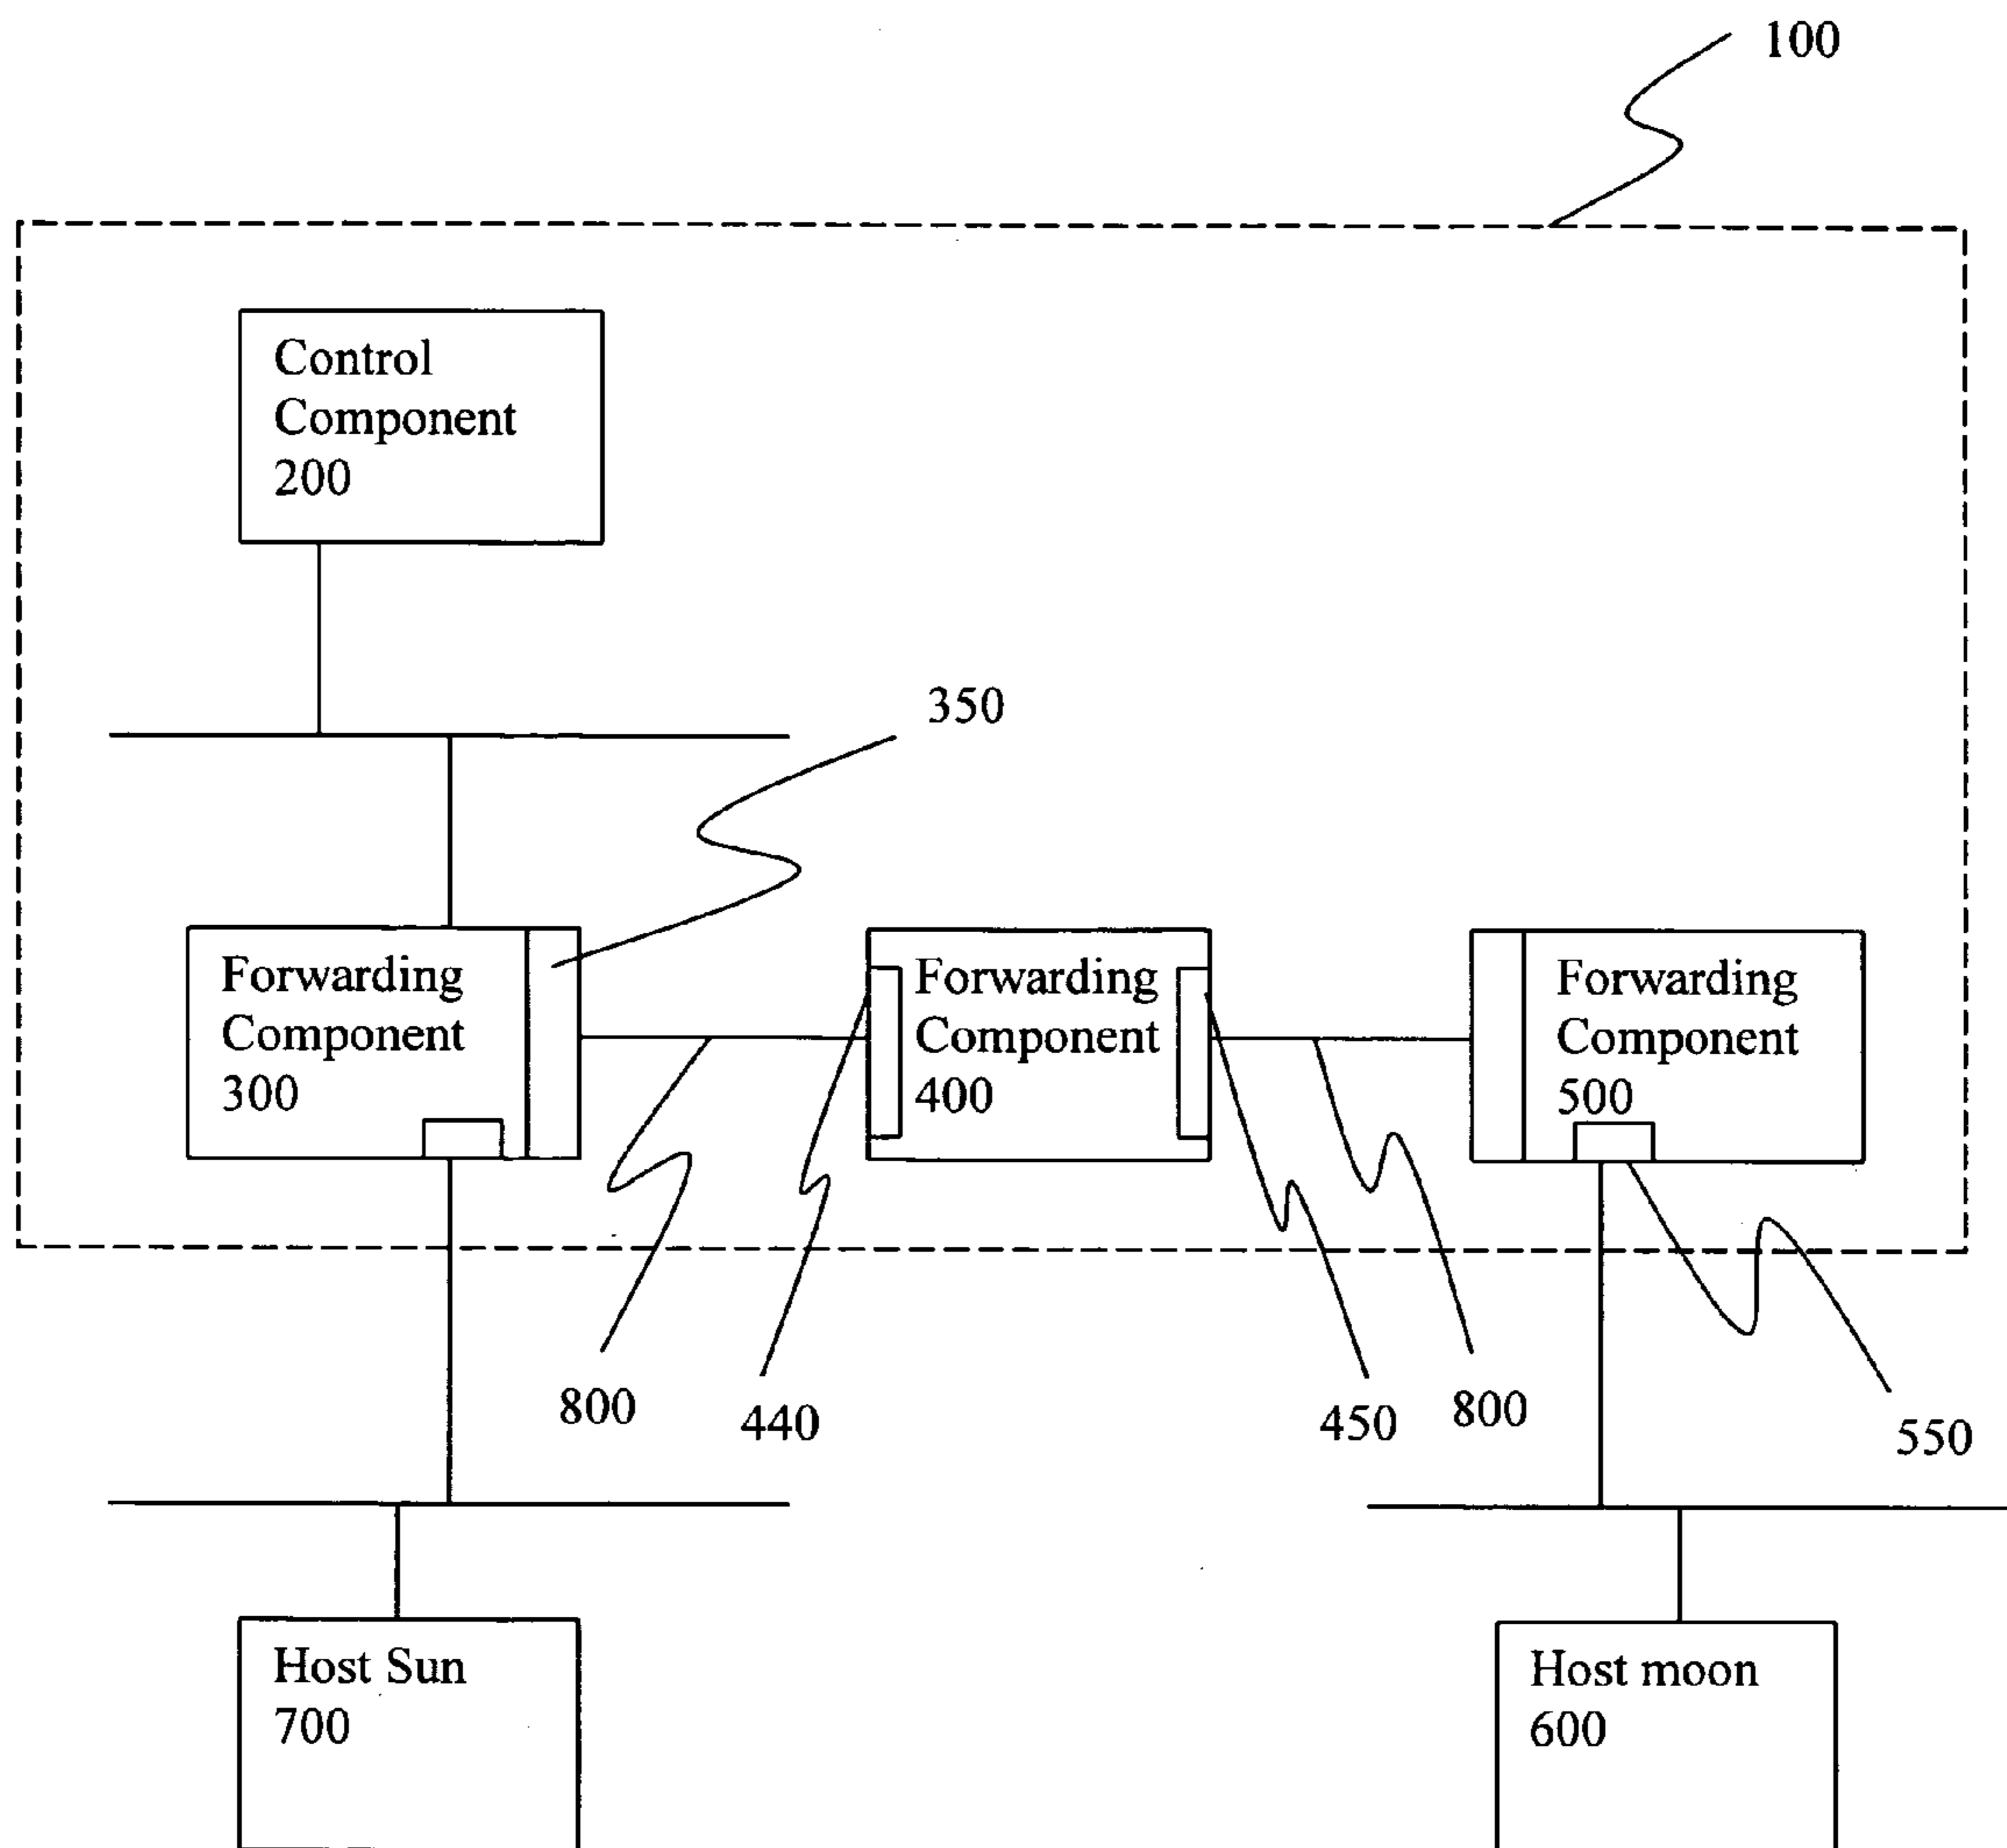 100
Control
Component
200
350
Forwarding
Component
300
Forwarding
Component
400
Forwarding
Component
500
800
440
450
800
550
Host Sun
700
Host moon
600